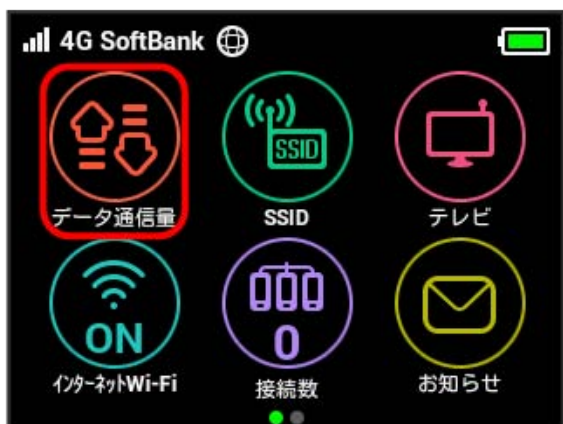 4G SoftBank
SSID
データ通信量
SSID
テレビ
ON
0
インターネットWi-Fi
接続数
お知らせ